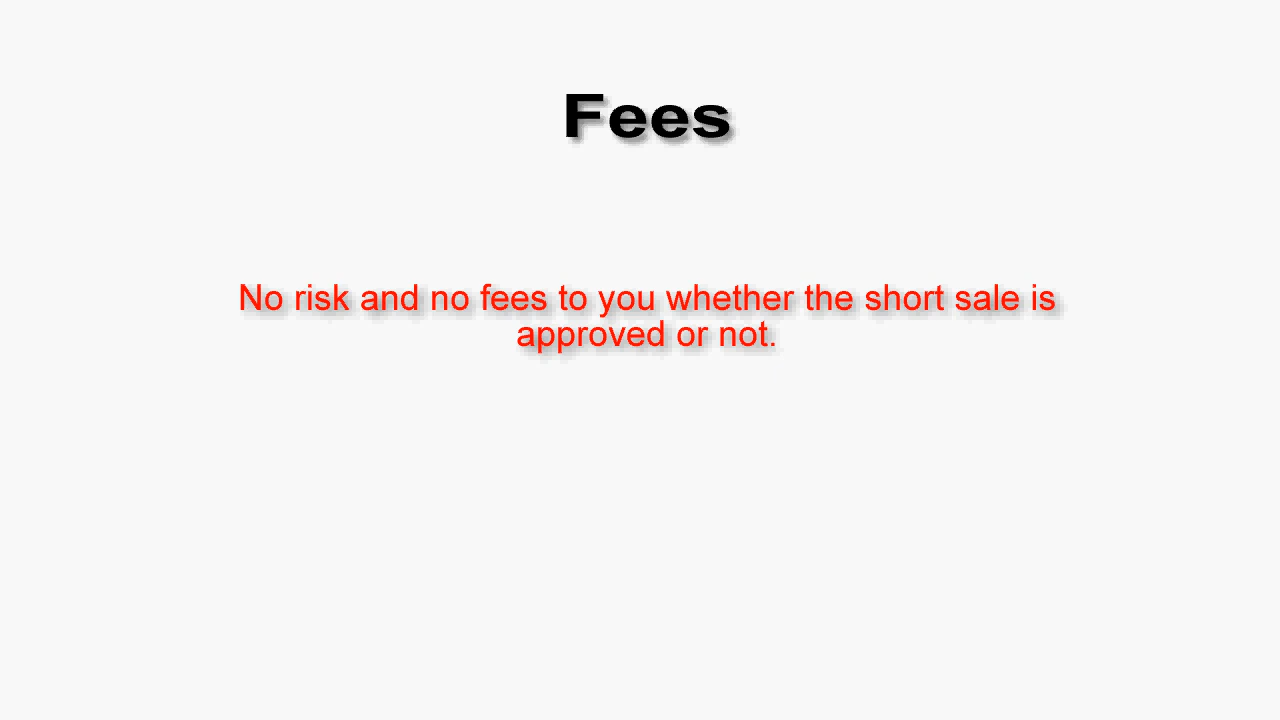 Fees
No risk and no fees to you whether the short sale is
approved or not.